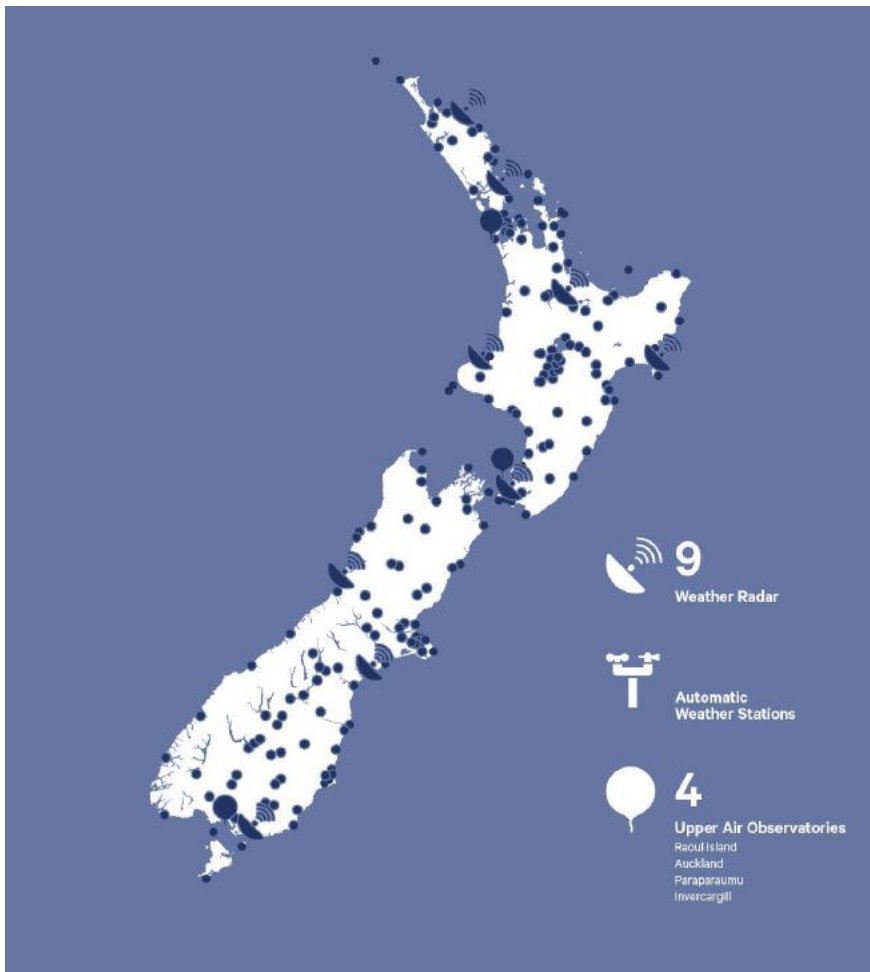 9
Weather Radar
Automatic
Weather Stations
4
Upper Air Observatories
Raoul Island
Auckland
Paraparaumu
Invercargill